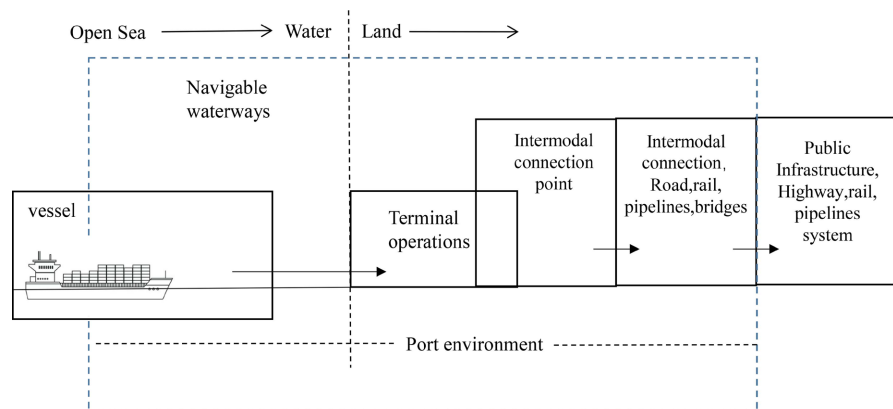 Open Sea Water Land
Navigable
waterways
vessel
Terminal
operations
Intermodal
connection
point
Intermodal
connection,
Road,rail,
pipelines,bridges
Public
Infrastructure,
Highway,rail,
pipelines
system
Port environment